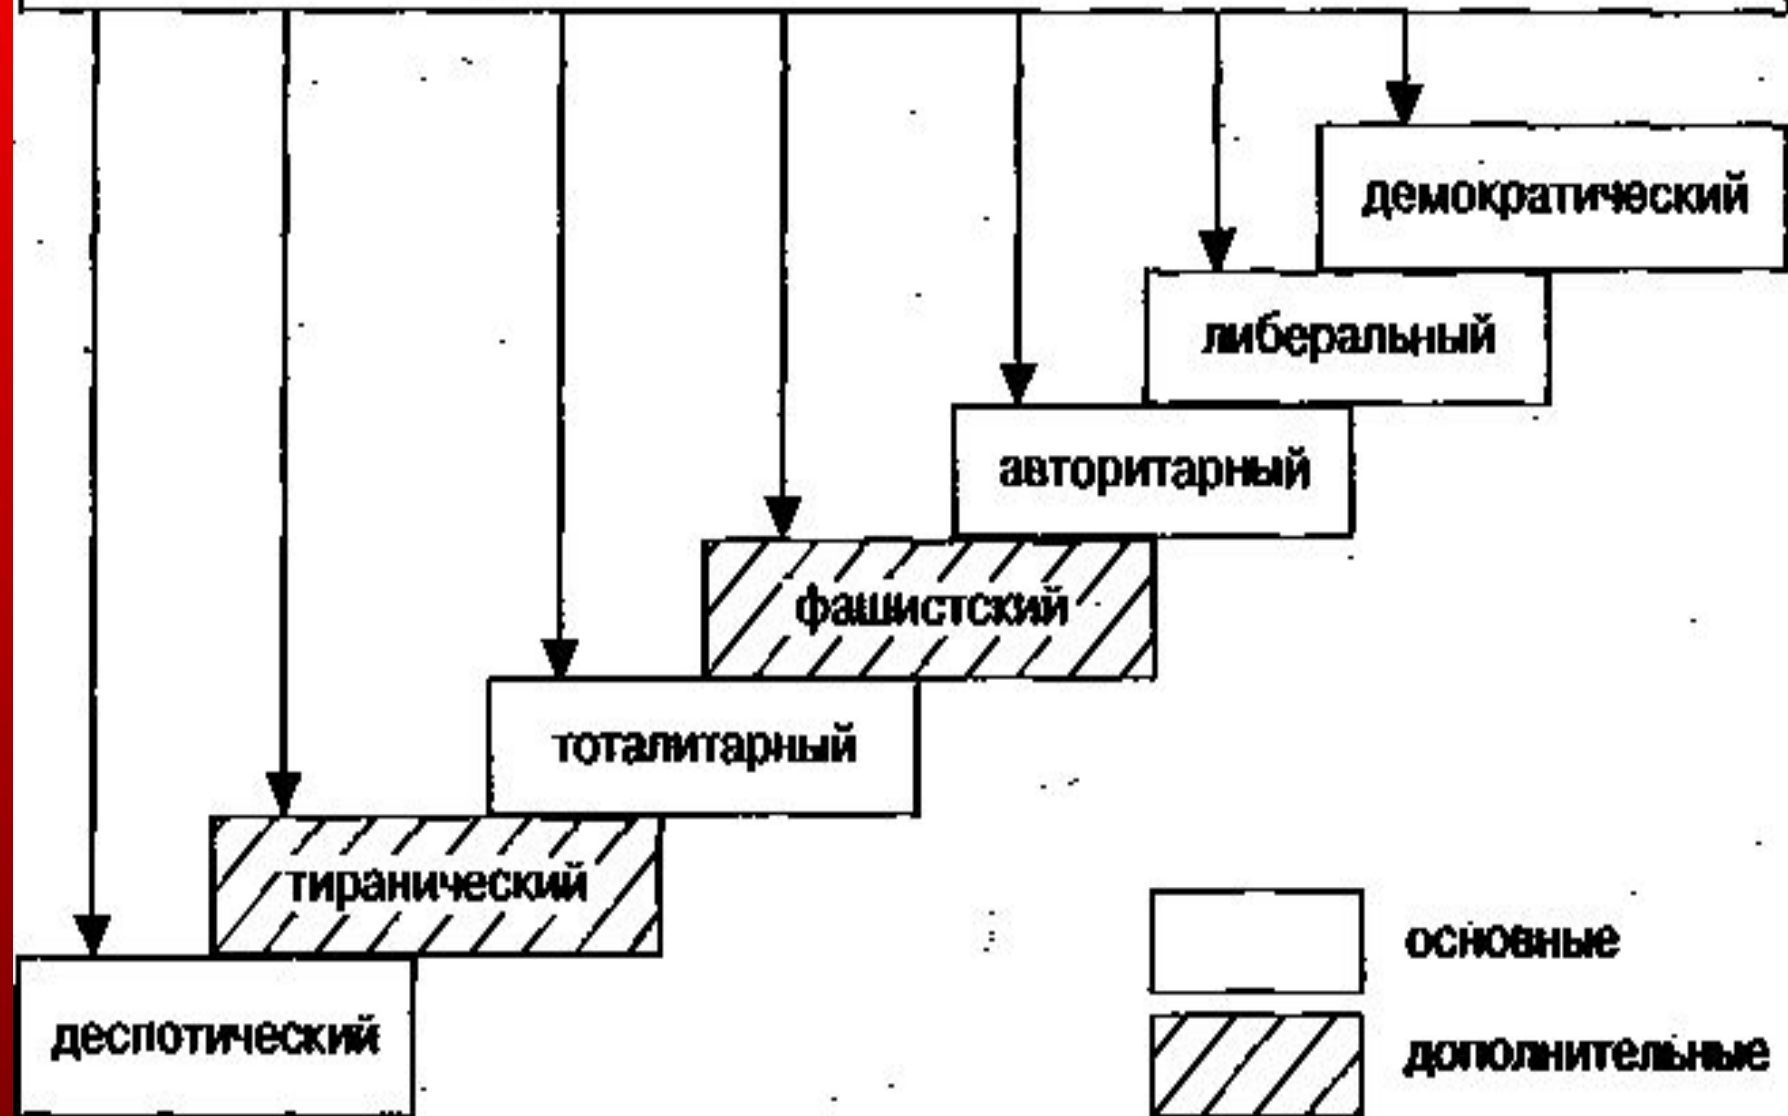 демократический
либеральный
авторитарный
фашистский
тоталитарный
тиранический
деспотический
основные
дополнительные